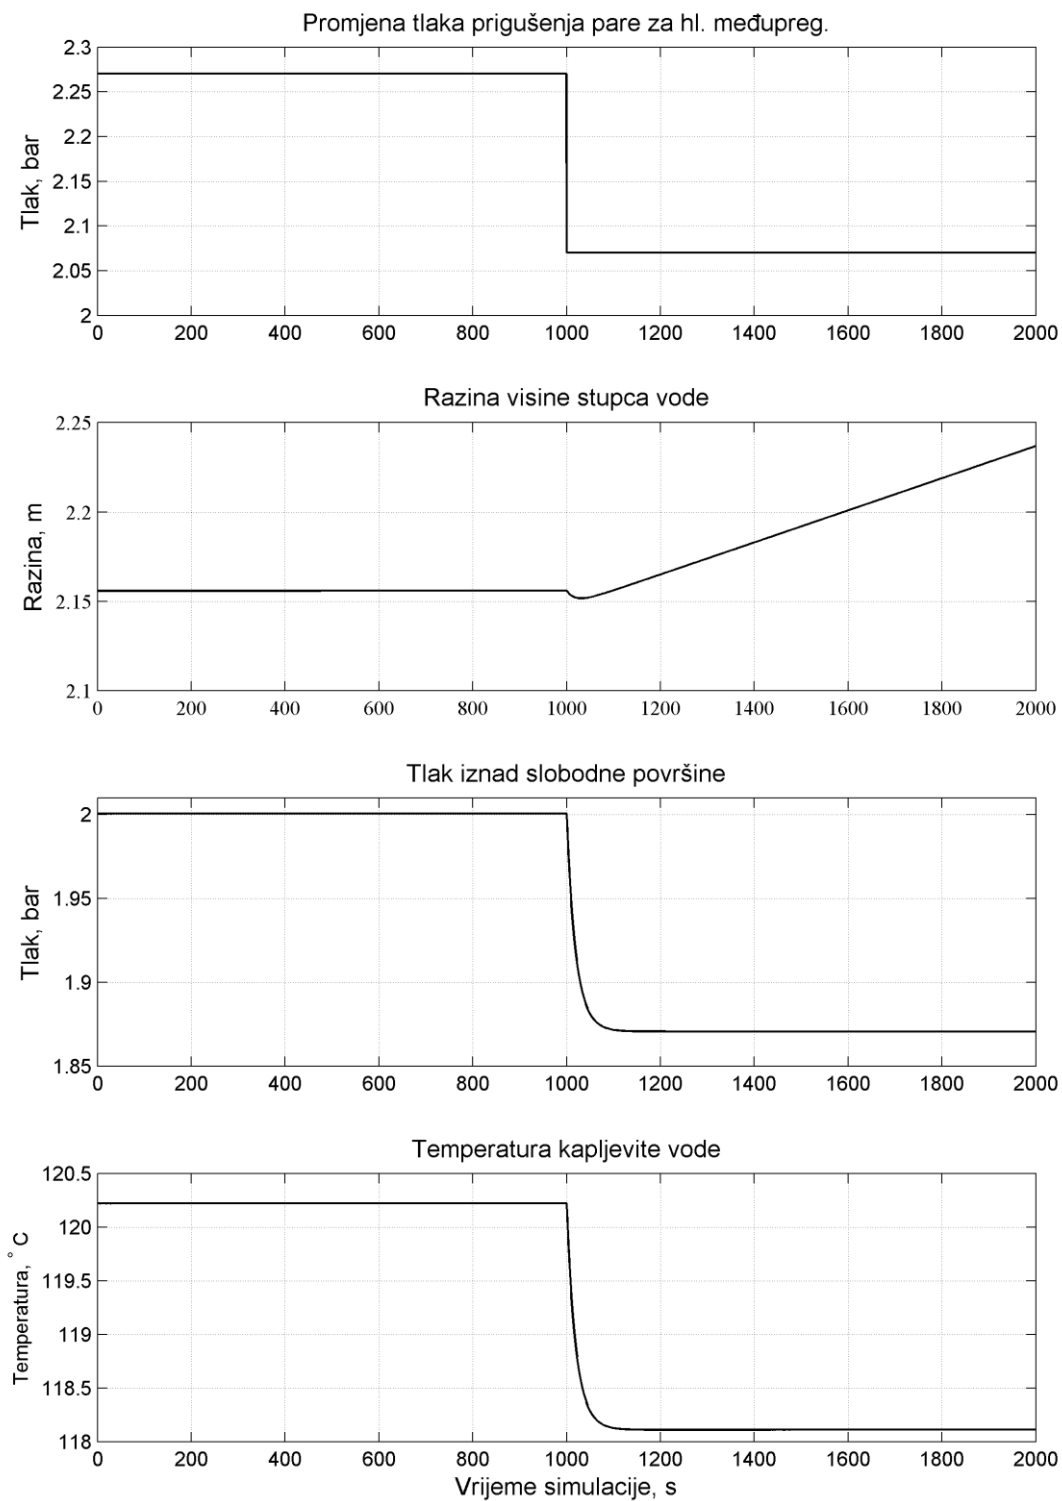 Promjena tlaka prigušenja pare za hl. međupreg.
2.3
2.25
2.2
2.15
2.1
2.05
2
Tlak, bar
0 200 400 600 800 1000 1200 1400 1600 1800 2000
Razina visine stupca vode
2.25
2.2
2.15
2.1
Razina, m
0 200 400 600 800 1000 1200 1400 1600 1800 2000
Tlak iznad slobodne površine
2
1.95
1.9
1.85
Tlak, bar
0 200 400 600 800 1000 1200 1400 1600 1800 2000
Temperatura kapljevite vode
120.5
120
119.5
119
118.5
118
Temperatura, °C
0 200 400 600 800 1000 1200 1400 1600 1800 2000
Vrijeme simulacije, s